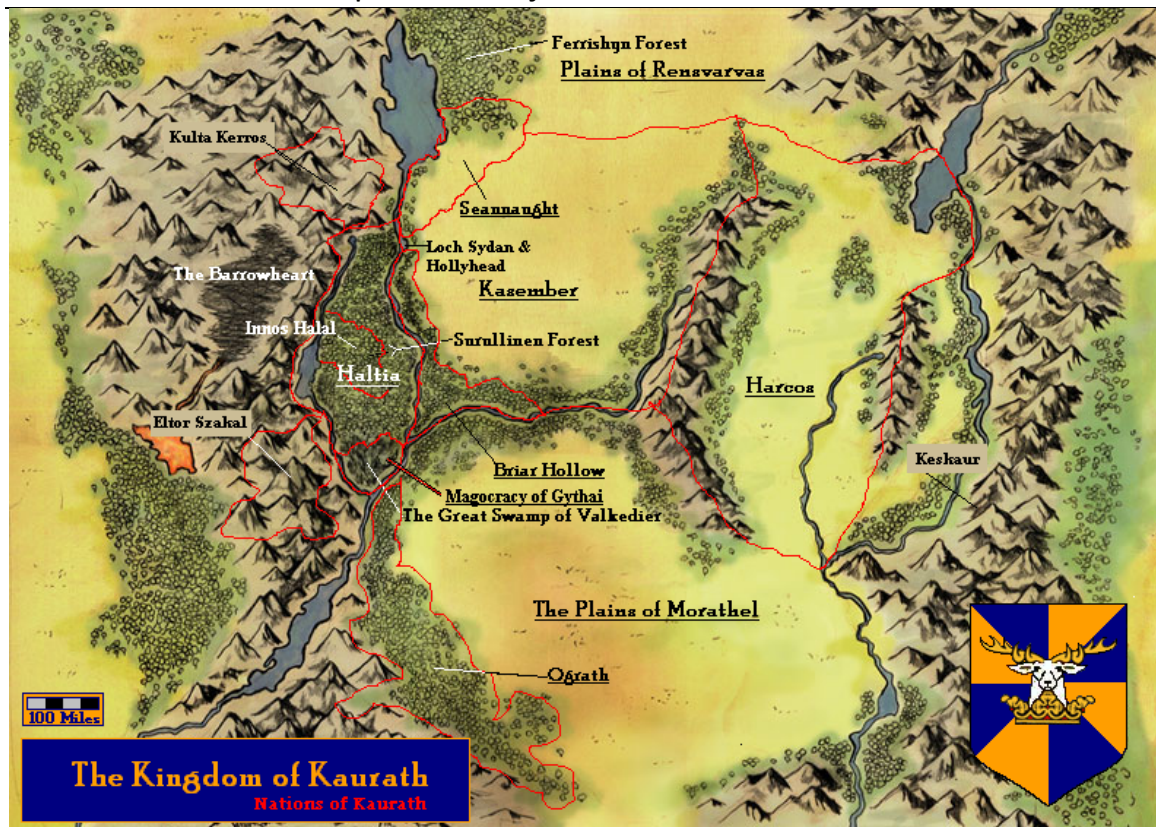 Ferrishyn Forest
Plains of Rensvarvas
Kulta Kerros
Seannaught
Loch Sydan &
Hollyhead
The Barrowheart
Kasember
Innos Halal
Surullinen Forest
Haltia
Harcos
Eltor Szakal
Keskaur
Briar Hollow
Magocracy of Gythai
The Great Swamp of Valkedier
The Plains of Morathel
Ograth
100 Miles
The Kingdom of Kaurath
Nations of Kaurath